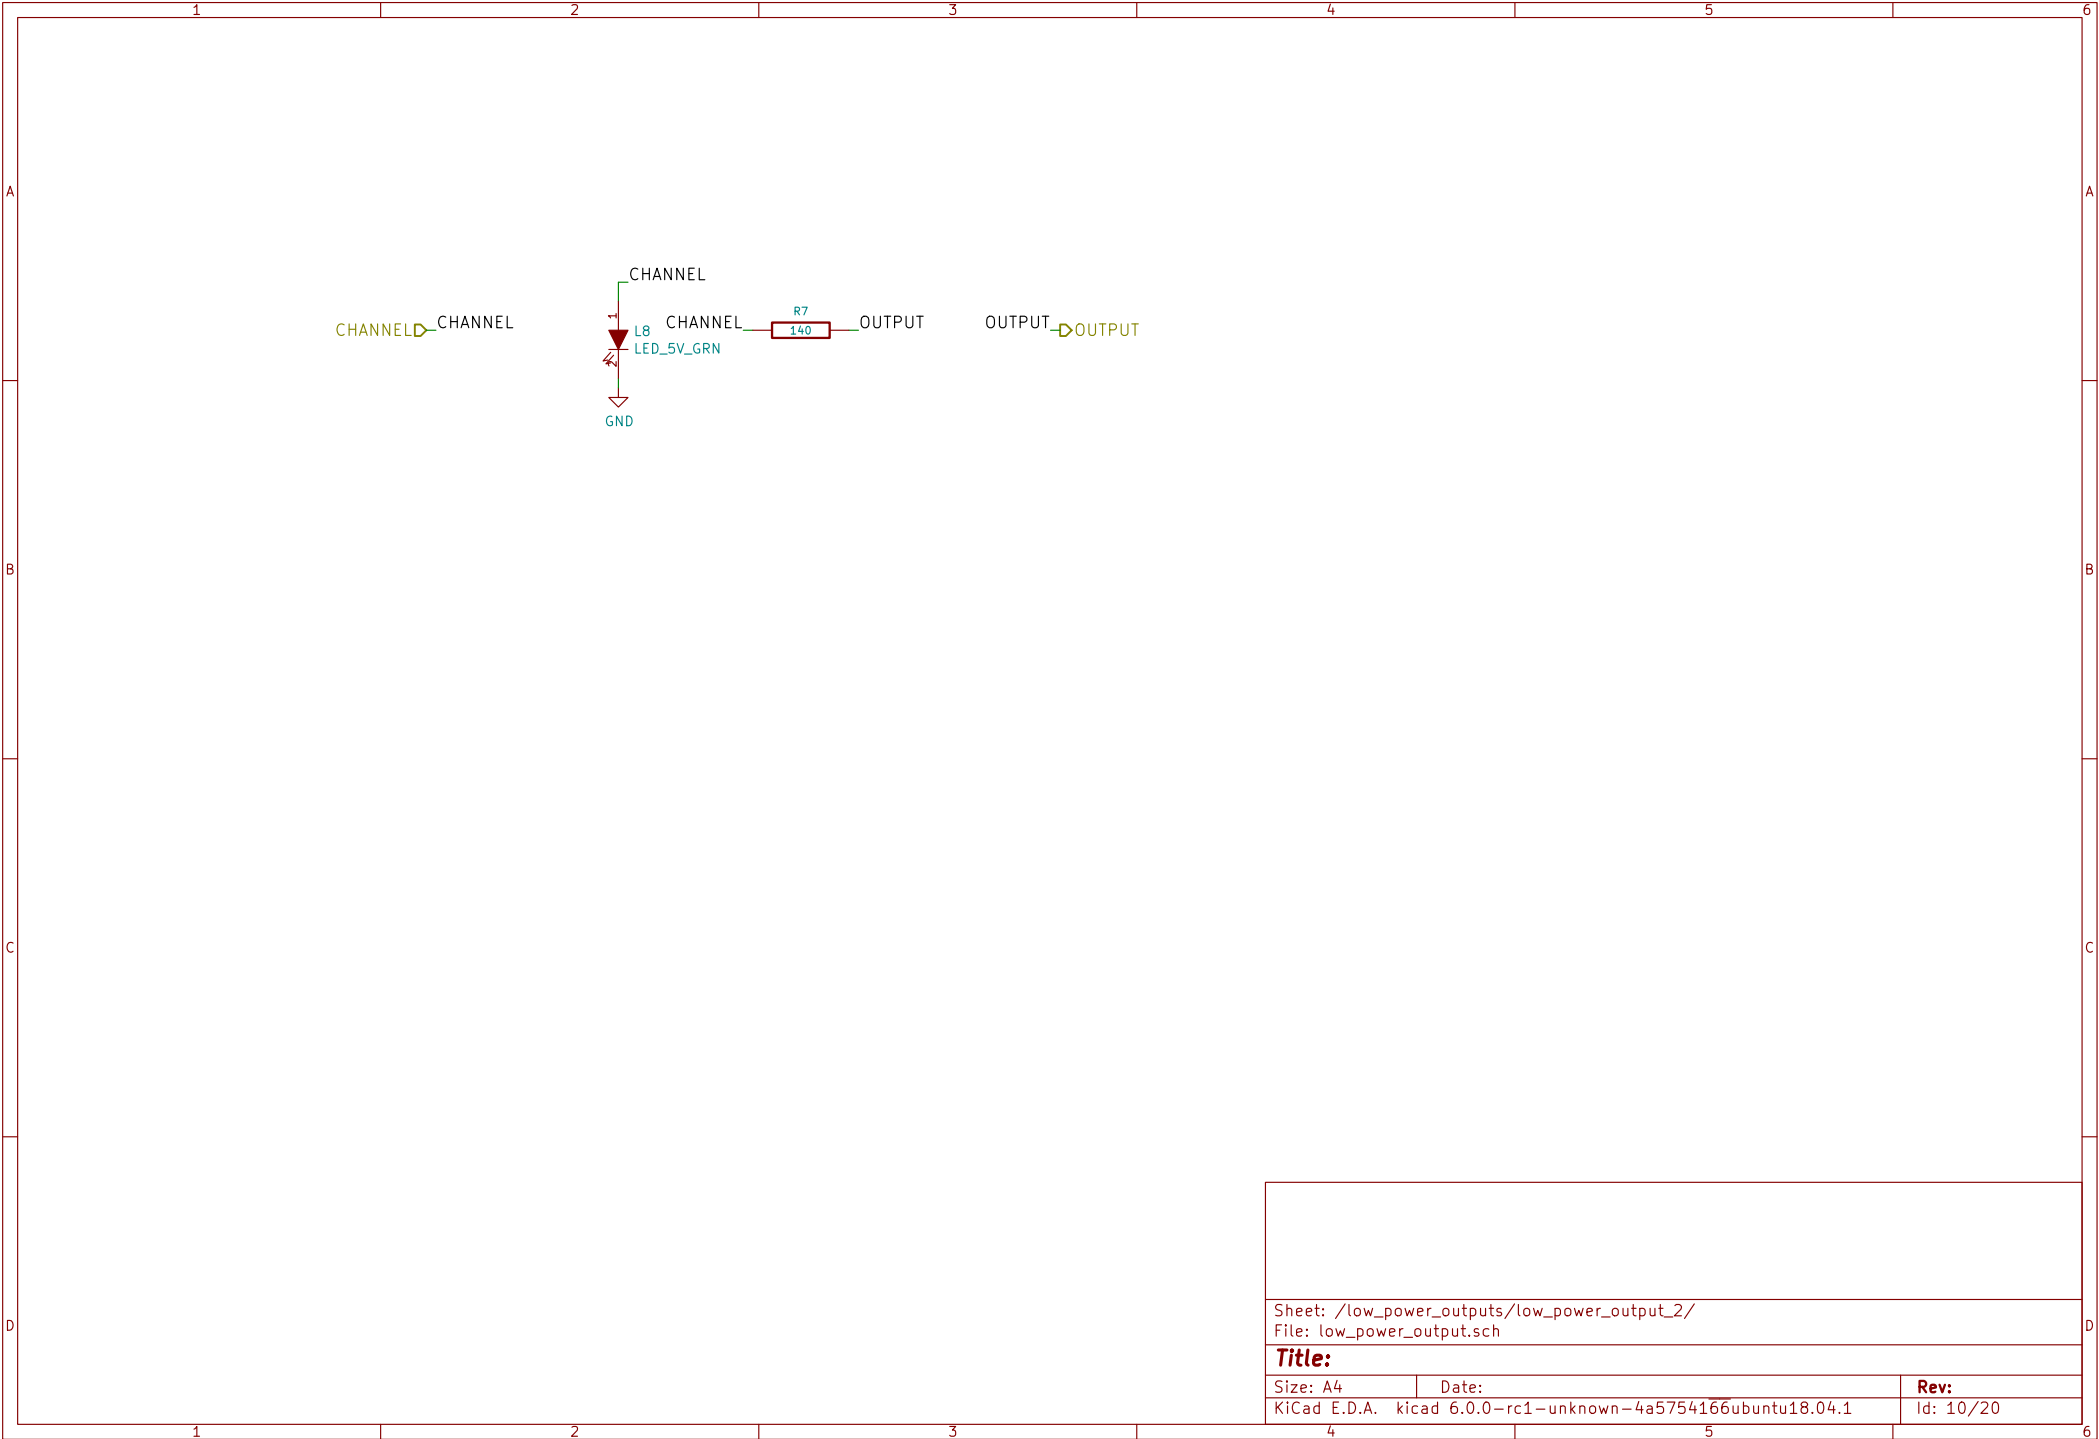 1 2 3 4 5 6
A A
CHANNEL
CHANNEL CHANNEL
1
L8
LED_5V_GRN
2
GND
CHANNEL R7 140 OUTPUT
OUTPUT OUTPUT
B B
C C
D D
Sheet: /low_power_outputs/low_power_output_2/
File: low_power_output.sch
Title:
Size: A4 Date: Rev:
KiCad E.D.A. kicad 6.0.0-rc1-unknown-4a5754166ubuntu18.04.1 Id: 10/20
1 2 3 4 5 6